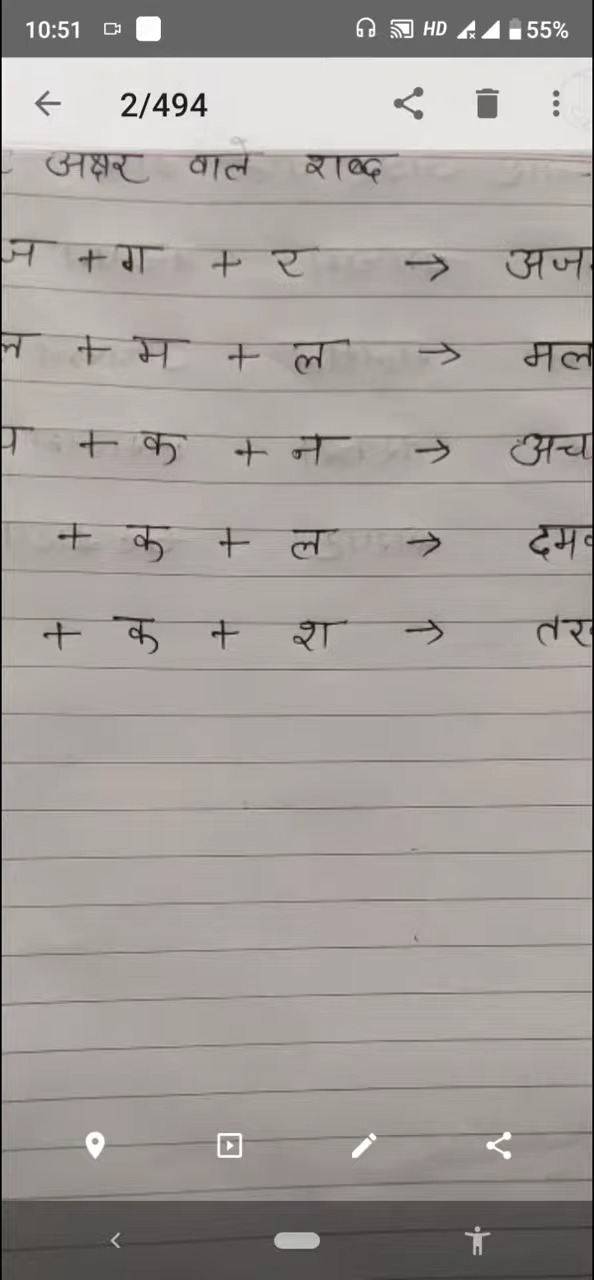 10:51 HD 55%
2/494
अक्षर वाले शब्द
ज + ग + र → अज
ल + म + ल → मल
+ क + न → अच
+ क + ल → दम
+ क + श → तर